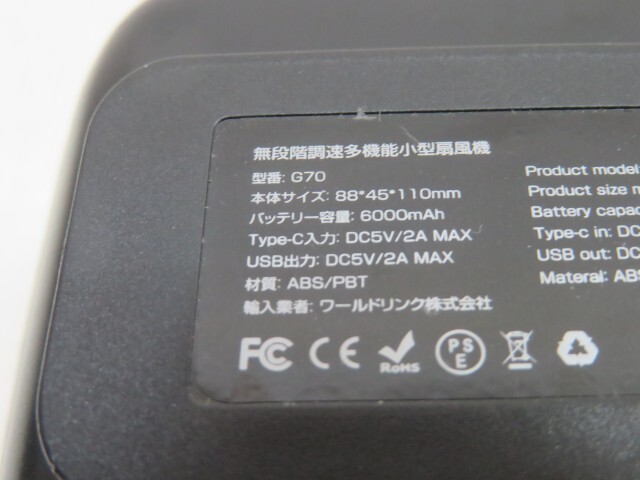 無段階調速多機能小型扇風機
型番: G70
本体サイズ: 88*45*110mm
バッテリー容量: 6000mAh
Type-C入力: DC5V/2A MAX
USB出力: DC5V/2A MAX
材質: ABS/PBT
輸入業者: ワールドリンク株式会社
Product model:
Product size m
Battery capac
Type-c in: DC
USB out: DC
Materal: ABS
FC CE RoHS PSE